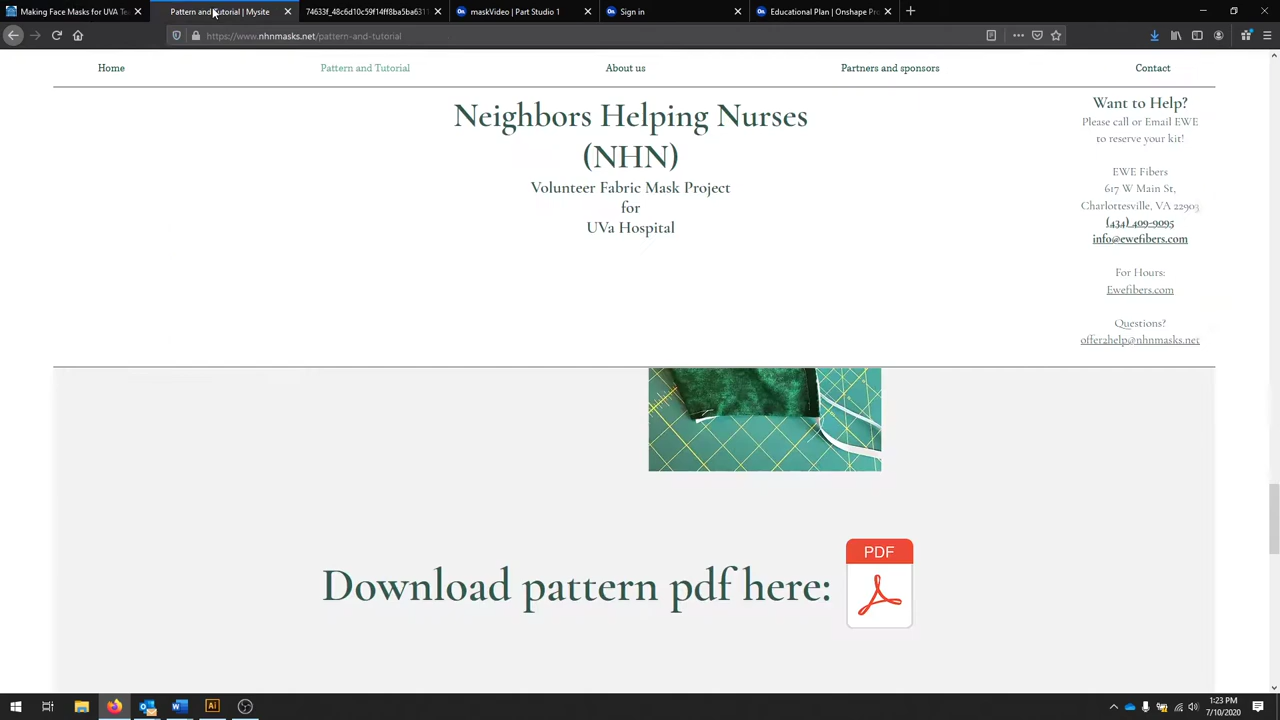 Making Face Masks for UVA Te
Pattern and Tutorial | Mysite
74633f_48c6d10c59f14ff8ba5ba6311
maskVideo | Part Studio 1
Sign in
Educational Plan | Onshape Pr
https://www.nhnmasks.net/pattern-and-tutorial
Home
Pattern and Tutorial
About us
Partners and sponsors
Contact
Neighbors Helping Nurses
(NHN)
Volunteer Fabric Mask Project
for
UVa Hospital
Want to Help?
Please call or Email EWE
to reserve your kit!
EWE Fibers
617 W Main St,
Charlottesville, VA 22903
(434) 409-9095
info@ewefibers.com
For Hours:
Ewefibers.com
Questions?
offer2help@nhnmasks.net
Download pattern pdf here:
PDF
1:23 PM
7/10/2020